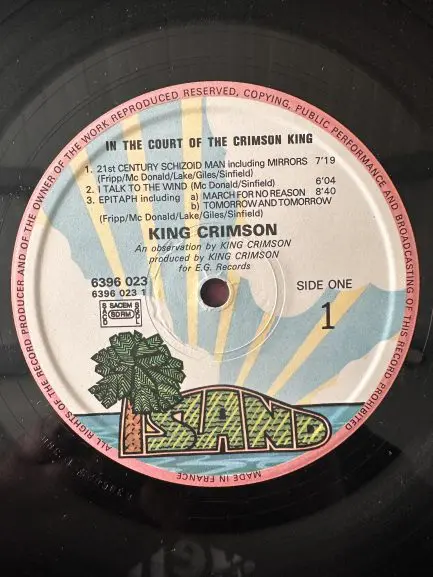 ALL RIGHTS OF THE RECORD PRODUCER AND OF THE OWNER OF THE WORK REPRODUCED RESERVED, COPYING, PUBLIC PERFORMANCE AND BROADCASTING OF THIS RECORD PROHIBITED
IN THE COURT OF THE CRIMSON KING
1. 21st CENTURY SCHIZOID MAN including MIRRORS 7'19
(Fripp/Mc Donald/Lake/Giles/Sinfield)
2. I TALK TO THE WIND (Mc Donald/Sinfield) 6'04
3. EPITAPH including a) MARCH FOR NO REASON 8'40
b) TOMORROW AND TOMORROW
(Fripp/Mc Donald/Lake/Giles/Sinfield)
KING CRIMSON
An observation by KING CRIMSON
produced by KING CRIMSON
for E.G. Records
6396 023
6396 023 1
SACEM
SDRM
SACD
SIDE ONE
1
ISLAND
MADE IN FRANCE